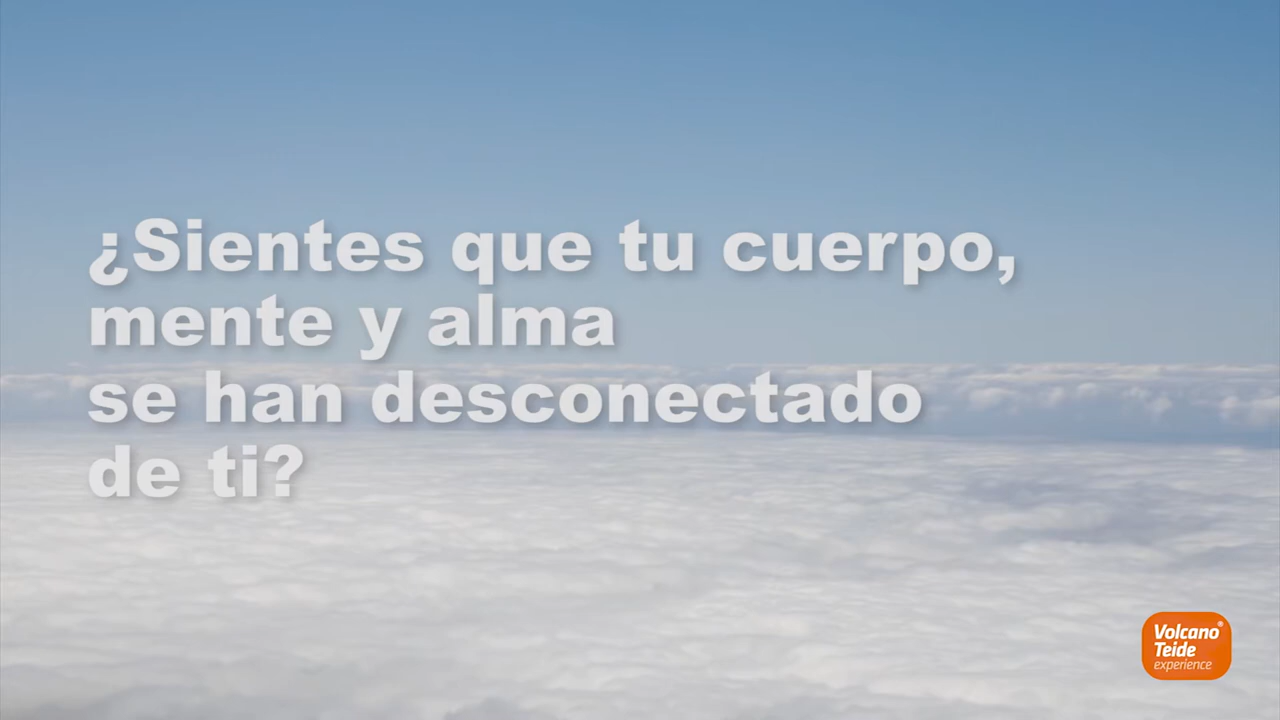 ¿Sientes que tu cuerpo,
mente y alma
se han desconectado
de ti?
Volcano®
Teide
experience